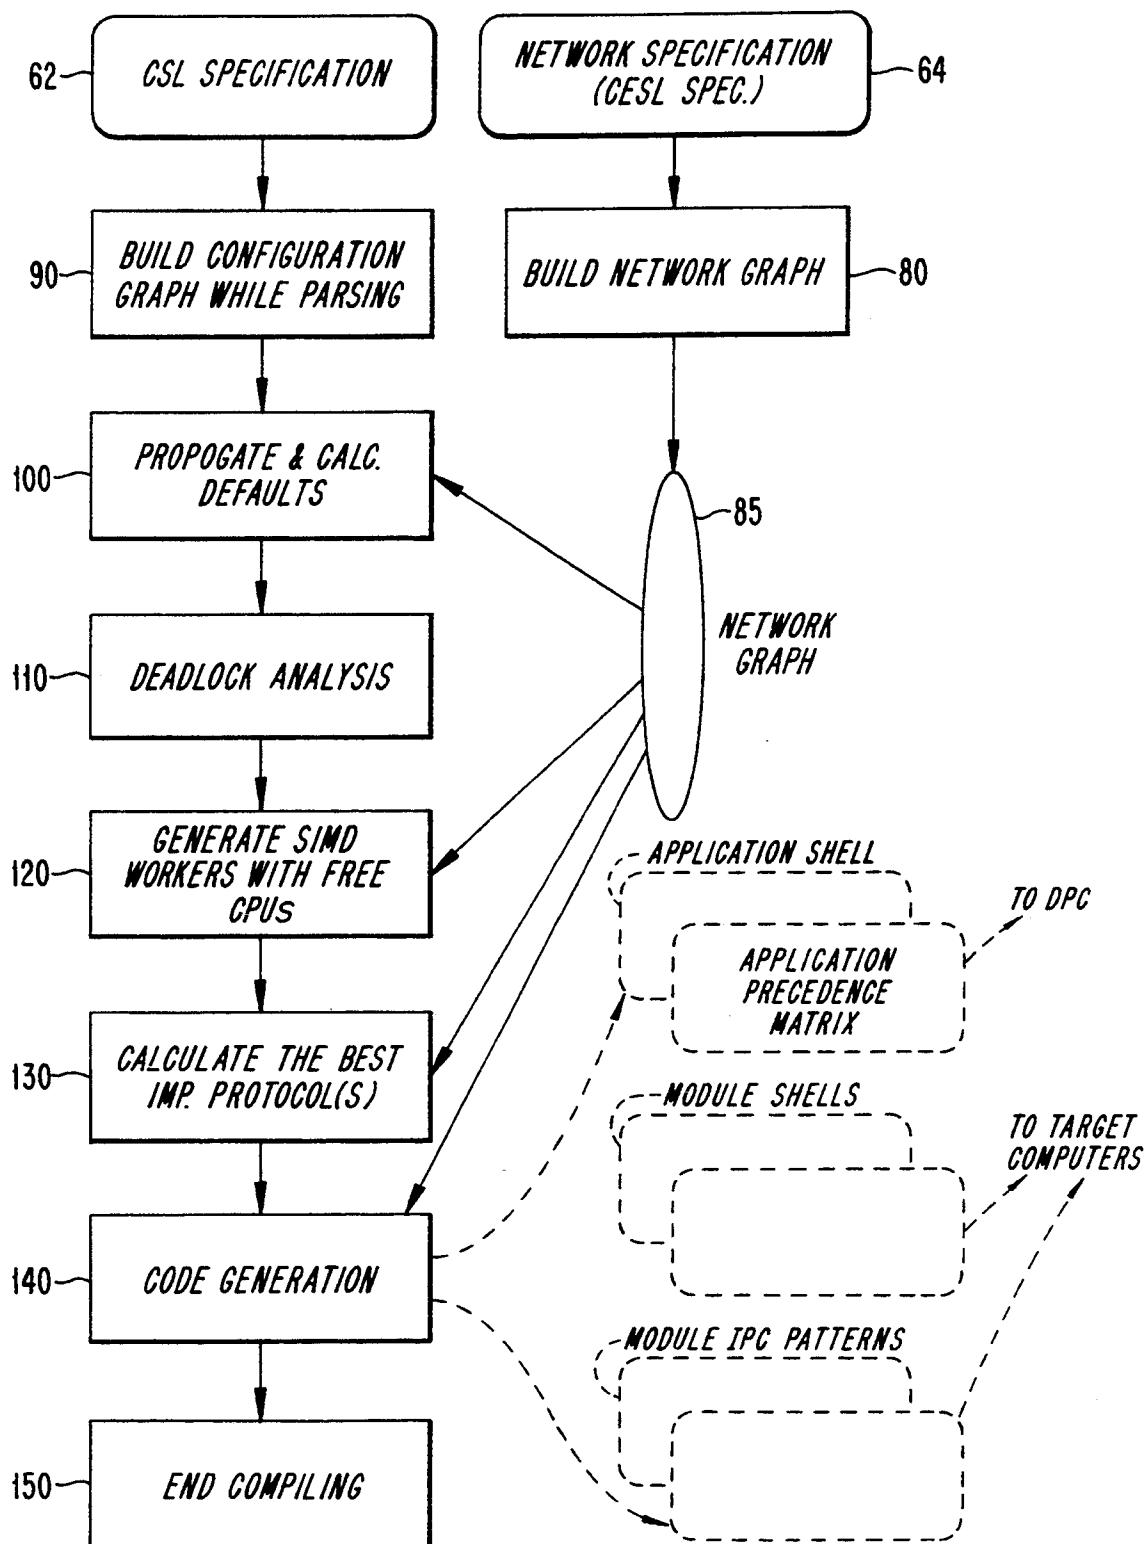 62
CSL SPECIFICATION
NETWORK SPECIFICATION
(CESL SPEC.)
64
90
BUILD CONFIGURATION
GRAPH WHILE PARSING
BUILD NETWORK GRAPH
80
100
PROPOGATE & CALC.
DEFAULTS
85
NETWORK
GRAPH
110
DEADLOCK ANALYSIS
120
GENERATE SIMD
WORKERS WITH FREE
CPUs
APPLICATION SHELL
APPLICATION
PRECEDENCE
MATRIX
TO DPC
130
CALCULATE THE BEST
IMP. PROTOCOL(S)
MODULE SHELLS
TO TARGET
COMPUTERS
140
CODE GENERATION
MODULE IPC PATTERNS
150
END COMPILING